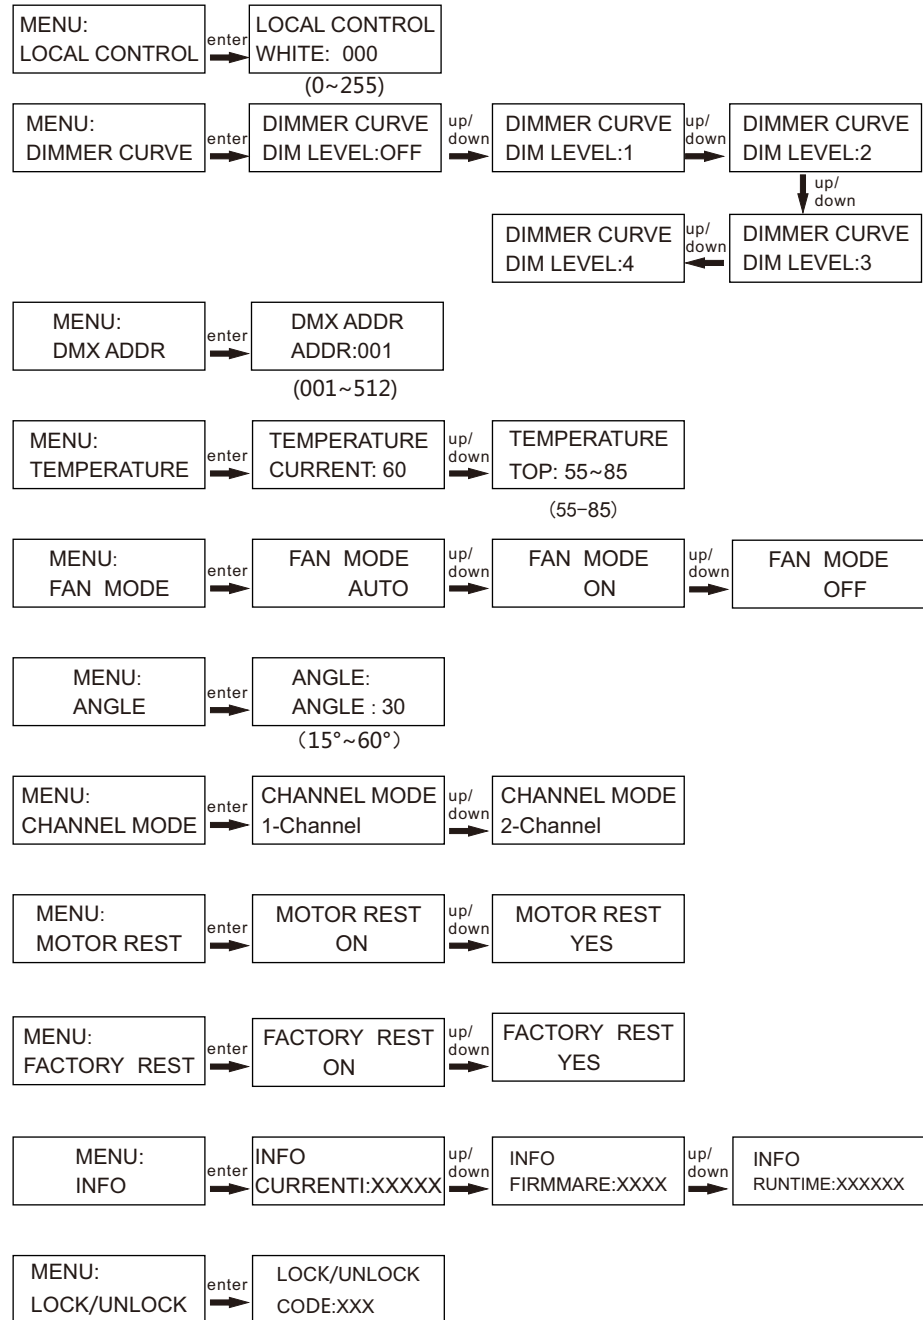 MENU:
LOCAL CONTROL
enter
LOCAL CONTROL
WHITE: 000
(0~255)
MENU:
DIMMER CURVE
enter
DIMMER CURVE
DIM LEVEL:OFF
up/
down
DIMMER CURVE
DIM LEVEL:1
up/
down
DIMMER CURVE
DIM LEVEL:2
up/
down
DIMMER CURVE
DIM LEVEL:3
up/
down
DIMMER CURVE
DIM LEVEL:4
MENU:
DMX ADDR
enter
DMX ADDR
ADDR:001
(001~512)
MENU:
TEMPERATURE
enter
TEMPERATURE
CURRENT: 60
up/
down
TEMPERATURE
TOP: 55~85
(55-85)
MENU:
FAN MODE
enter
FAN MODE
AUTO
up/
down
FAN MODE
ON
up/
down
FAN MODE
OFF
MENU:
ANGLE
enter
ANGLE:
ANGLE : 30
(15°~60°)
MENU:
CHANNEL MODE
enter
CHANNEL MODE
1-Channel
up/
down
CHANNEL MODE
2-Channel
MENU:
MOTOR REST
enter
MOTOR REST
ON
up/
down
MOTOR REST
YES
MENU:
FACTORY REST
enter
FACTORY REST
ON
up/
down
FACTORY REST
YES
MENU:
INFO
enter
INFO
CURRENTI:XXXXX
up/
down
INFO
FIRMMARE:XXXX
up/
down
INFO
RUNTIME:XXXXXX
MENU:
LOCK/UNLOCK
enter
LOCK/UNLOCK
CODE:XXX